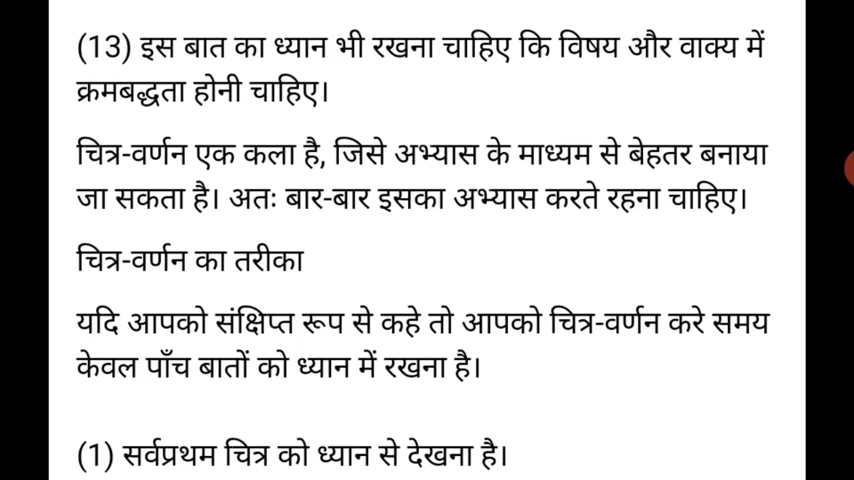 (13) इस बात का ध्यान भी रखना चाहिए कि विषय और वाक्य में
क्रमबद्धता होनी चाहिए।
चित्र-वर्णन एक कला है, जिसे अभ्यास के माध्यम से बेहतर बनाया
जा सकता है। अतः बार-बार इसका अभ्यास करते रहना चाहिए।
चित्र-वर्णन का तरीका
यदि आपको संक्षिप्त रूप से कहे तो आपको चित्र-वर्णन करे समय
केवल पाँच बातों को ध्यान में रखना है।
(1) सर्वप्रथम चित्र को ध्यान से देखना है।